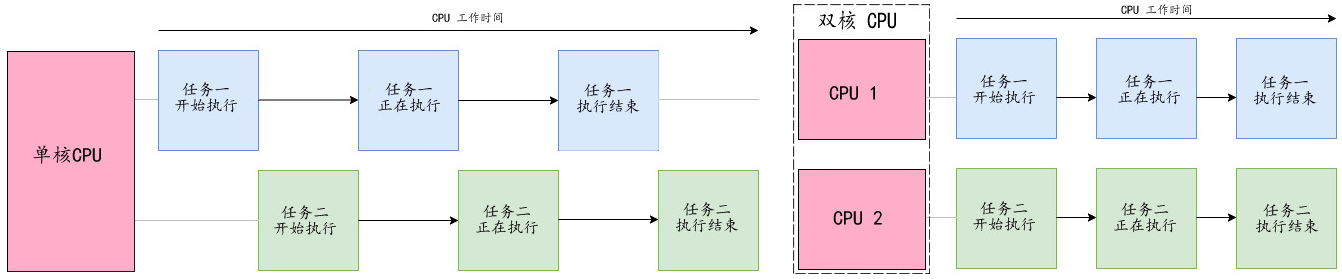 CPU 工作时间
单核CPU
任务一
开始执行
任务一
正在执行
任务一
执行结束
任务二
开始执行
任务二
正在执行
任务二
执行结束
双核 CPU
CPU 工作时间
CPU 1
任务一
开始执行
任务一
正在执行
任务一
执行结束
CPU 2
任务二
开始执行
任务二
正在执行
任务二
执行结束